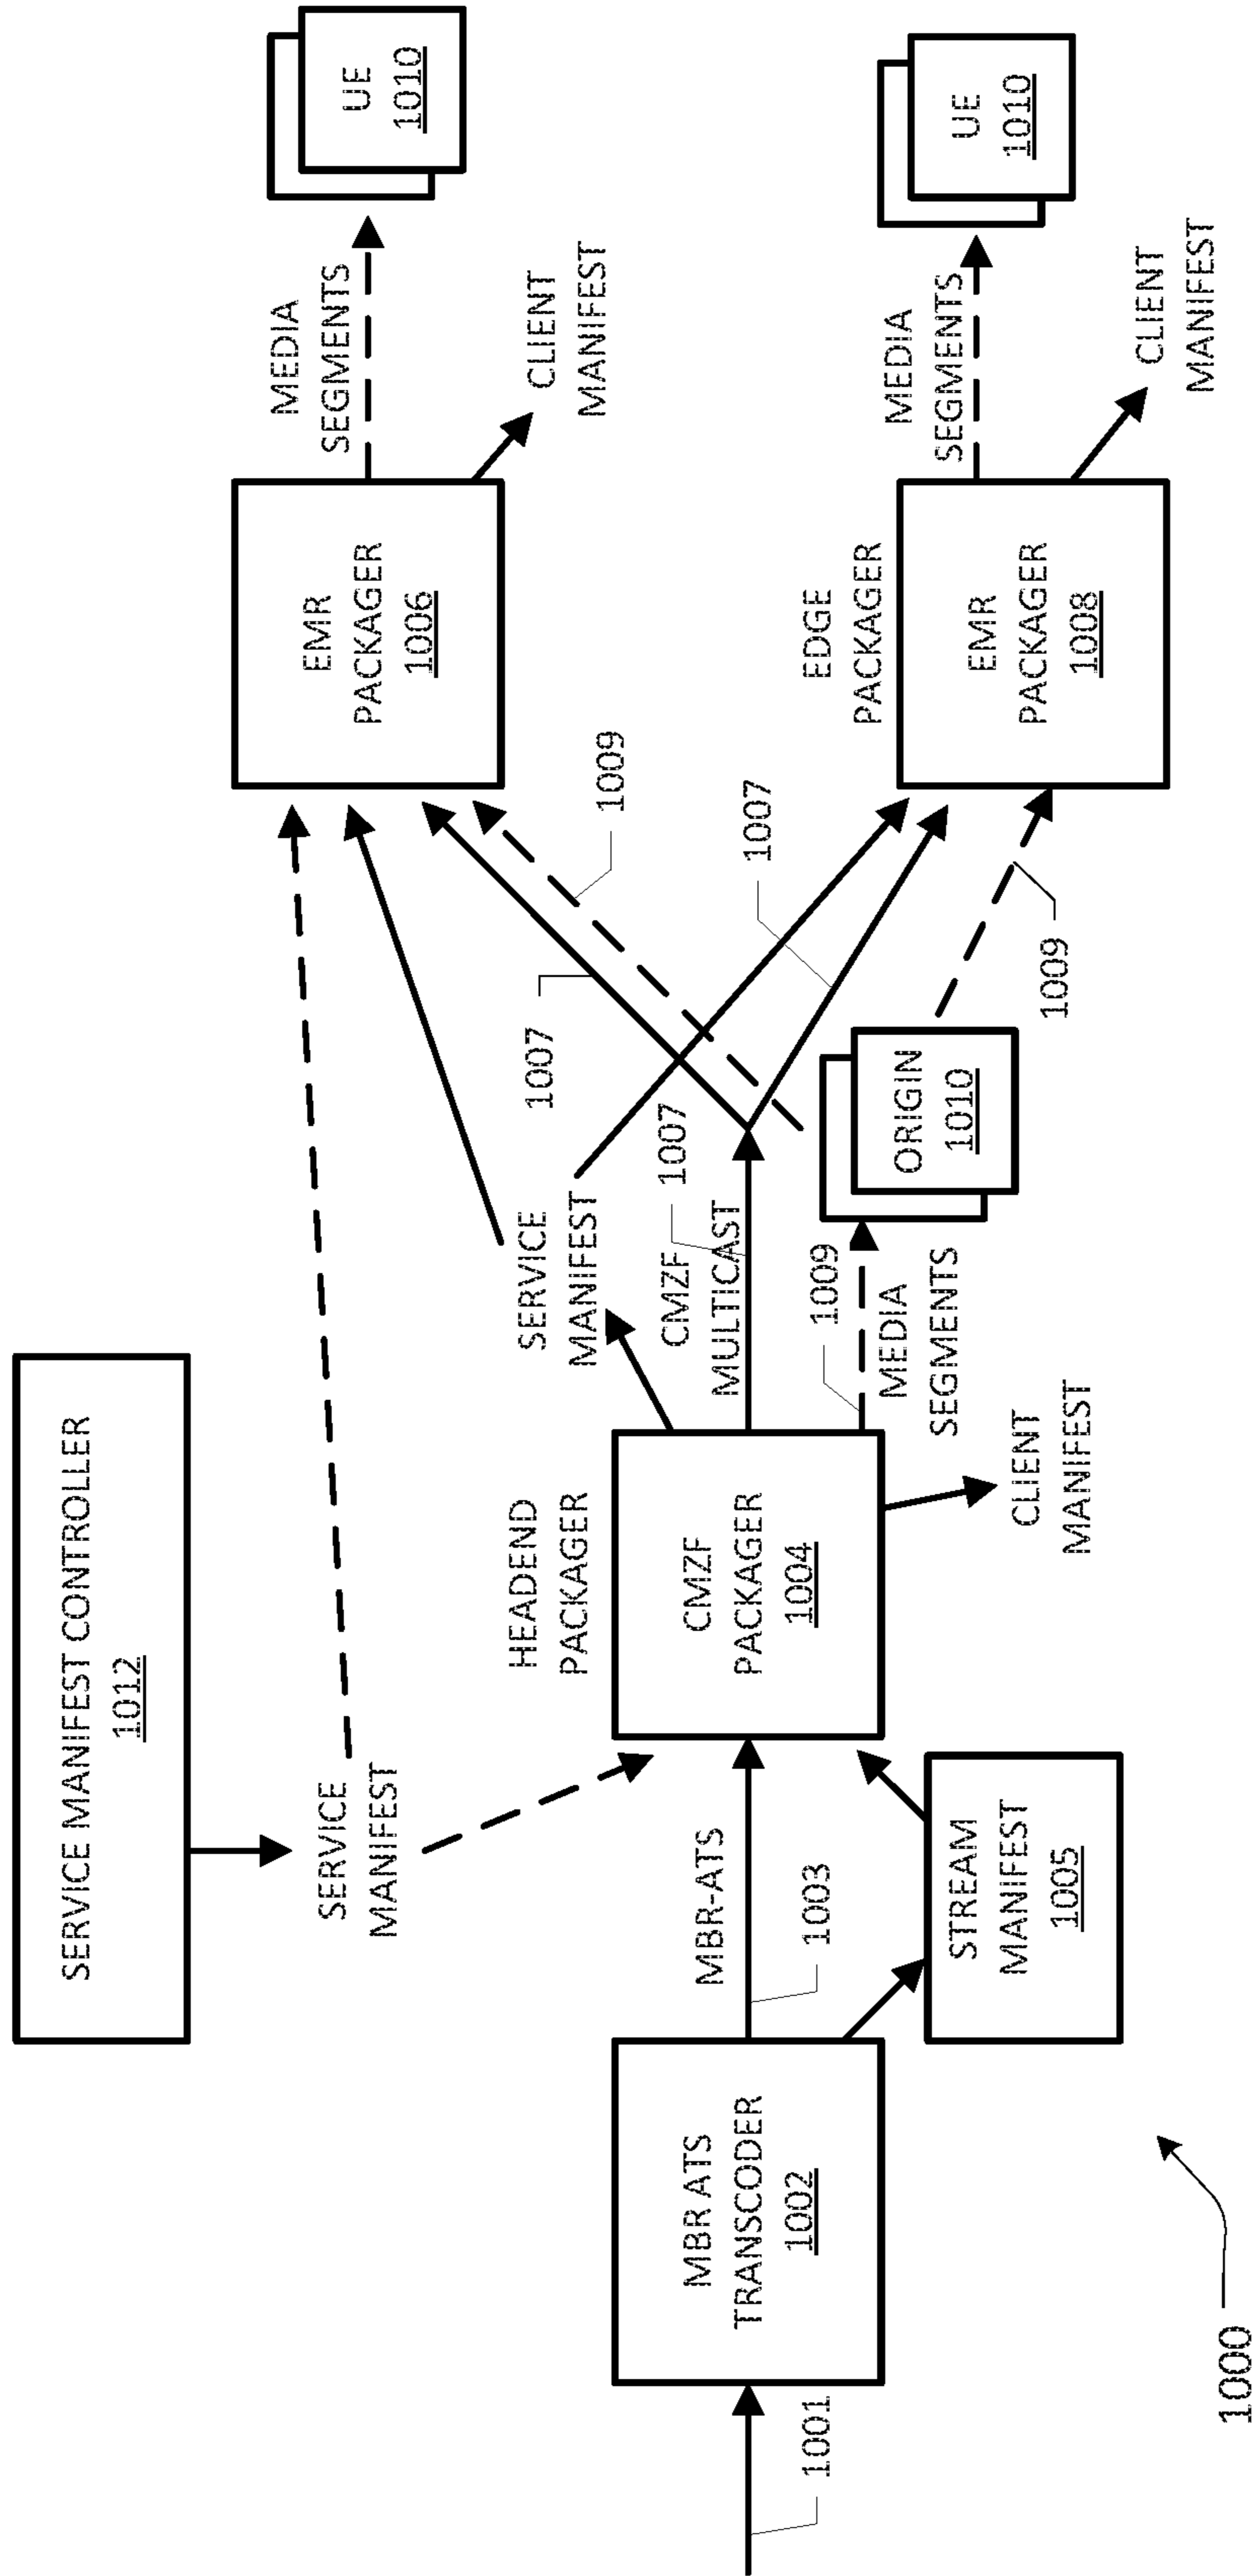 SERVICE MANIFEST CONTROLLER
1012
SERVICE
MANIFEST
1001
MBR ATS
TRANSCODER
1002
MBR-ATS
1003
STREAM
MANIFEST
1005
HEADEND
PACKAGER
CMZF
PACKAGER
1004
CLIENT
MANIFEST
SERVICE
MANIFEST
CMZF
MULTICAST
1007
1009
MEDIA
SEGMENTS
ORIGIN
1010
1007
1009
1007
1009
EMR
PACKAGER
1006
MEDIA
SEGMENTS
CLIENT
MANIFEST
UE
1010
EDGE
PACKAGER
EMR
PACKAGER
1008
MEDIA
SEGMENTS
CLIENT
MANIFEST
UE
1010
1000